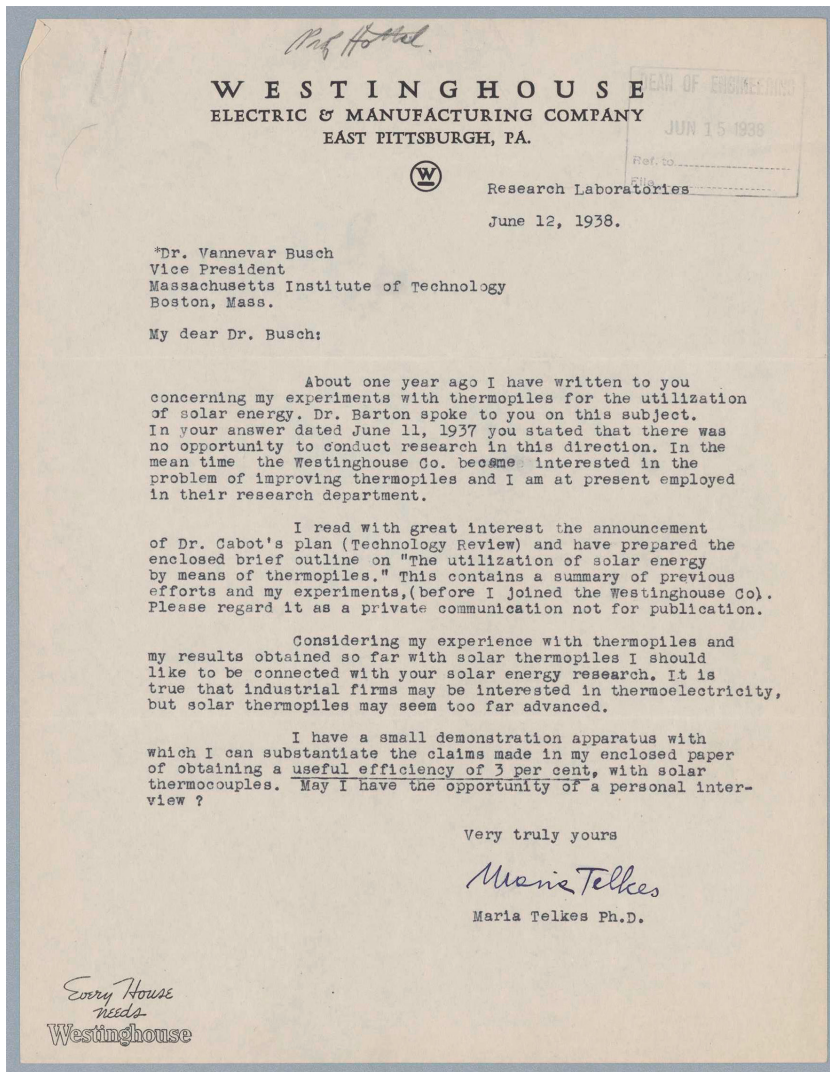 Prof Hottel.
WESTINGHOUSE
ELECTRIC & MANUFACTURING COMPANY
EAST PITTSBURGH, PA.
W
DEAN OF ENGINEERING
JUN 15 1938
Ref. to
File
Research Laboratories
June 12, 1938.
*Dr. Vannevar Busch
Vice President
Massachusetts Institute of Technology
Boston, Mass.
My dear Dr. Busch:
About one year ago I have written to you
concerning my experiments with thermopiles for the utilization
of solar energy. Dr. Barton spoke to you on this subject.
In your answer dated June 11, 1937 you stated that there was
no opportunity to conduct research in this direction. In the
mean time the Westinghouse Co. became interested in the
problem of improving thermopiles and I am at present employed
in their research department.
I read with great interest the announcement
of Dr. Cabot's plan (Technology Review) and have prepared the
enclosed brief outline on "The utilization of solar energy
by means of thermopiles." This contains a summary of previous
efforts and my experiments,(before I joined the Westinghouse Co).
Please regard it as a private communication not for publication.
Considering my experience with thermopiles and
my results obtained so far with solar thermopiles I should
like to be connected with your solar energy research. It is
true that industrial firms may be interested in thermoelectricity,
but solar thermopiles may seem too far advanced.
I have a small demonstration apparatus with
which I can substantiate the claims made in my enclosed paper
of obtaining a useful efficiency of 3 per cent, with solar
thermocouples. May I have the opportunity of a personal inter-
view ?
Very truly yours
Maria Telkes
Maria Telkes Ph.D.
Every House
needs
Westinghouse